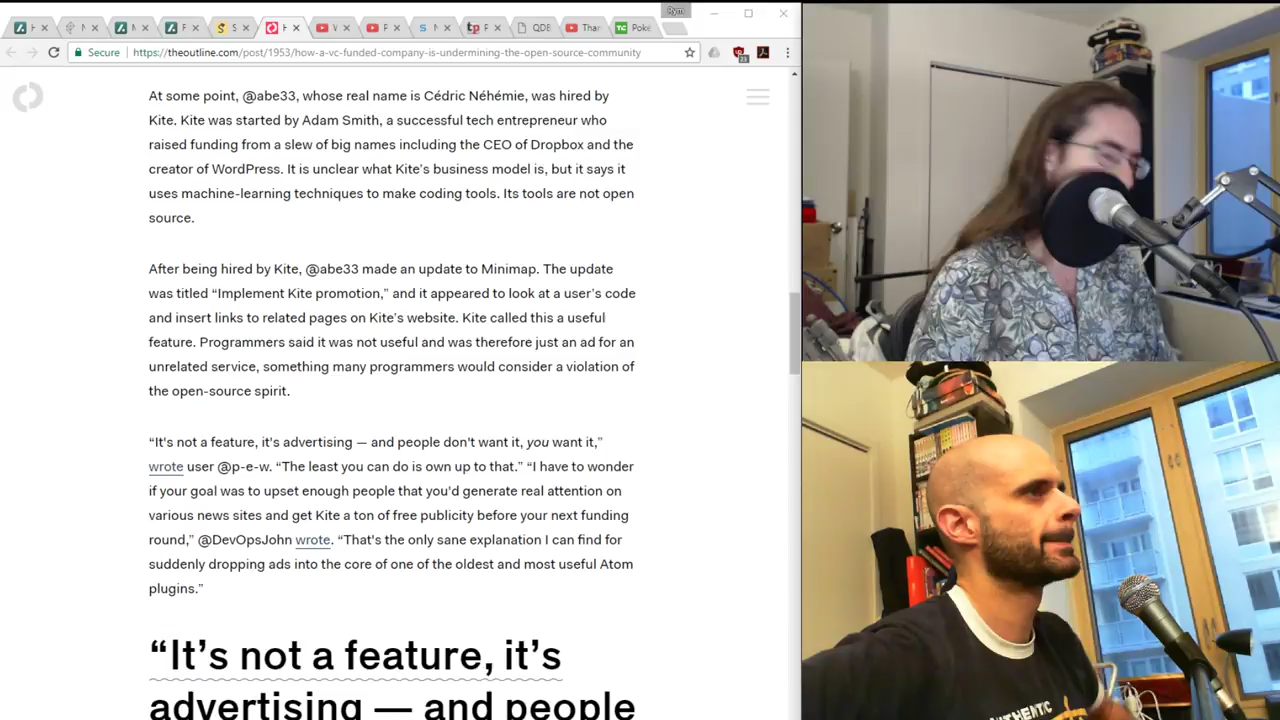 Rym
QDE
Thar
Poké
Secure
https://theoutline.com/post/1953/how-a-vc-funded-company-is-undermining-the-open-source-community
At some point, @abe33, whose real name is Cédric Néhémie, was hired by
Kite. Kite was started by Adam Smith, a successful tech entrepreneur who
raised funding from a slew of big names including the CEO of Dropbox and the
creator of WordPress. It is unclear what Kite's business model is, but it says it
uses machine-learning techniques to make coding tools. Its tools are not open
source.
After being hired by Kite, @abe33 made an update to Minimap. The update
was titled “Implement Kite promotion,” and it appeared to look at a user's code
and insert links to related pages on Kite's website. Kite called this a useful
feature. Programmers said it was not useful and was therefore just an ad for an
unrelated service, something many programmers would consider a violation of
the open-source spirit.
“It's not a feature, it's advertising — and people don't want it, you want it,”
wrote user @p-e-w. “The least you can do is own up to that.” “I have to wonder
if your goal was to upset enough people that you'd generate real attention on
various news sites and get Kite a ton of free publicity before your next funding
round,” @DevOpsJohn wrote. “That's the only sane explanation I can find for
suddenly dropping ads into the core of one of the oldest and most useful Atom
plugins.”
“It’s not a feature, it’s
advertising — and people
AUTHENTIC